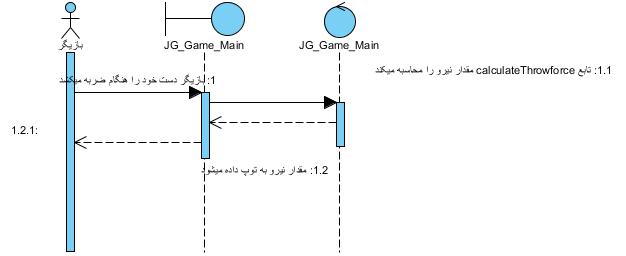 بازیگر
JG_Game_Main
JG_Game_Main
1.1: تابع calculateThrowforce مقدار نیرو را محاسبه میکند
1: بازیگر دست خود را هنگام ضربه میکشد
1.2.1:
1.2: مقدار نیرو به توپ داده میشود